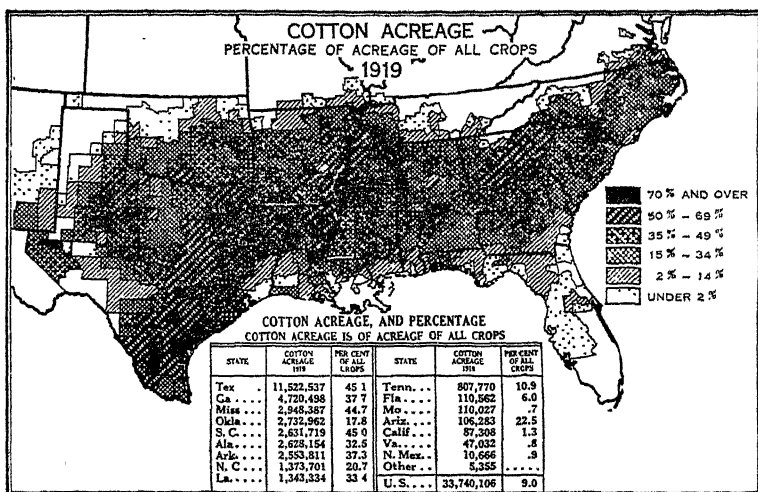 COTTON ACREAGE
PERCENTAGE OF ACREAGE OF ALL CROPS
1919
70% AND OVER
50% - 69%
35% - 49%
15% - 34%
2% - 14%
UNDER 2%
COTTON ACREAGE, AND PERCENTAGE
COTTON ACREAGE IS OF ACREAGE OF ALL CROPS
STATE COTTON ACREAGE 1919 PER CENT OF ALL CROPS STATE COTTON ACREAGE 1919 PER CENT OF ALL CROPS
Tex . 11,522,537 45 1 Tenn... 807,770 10.9
Ga .... 4,720,498 37 7 Fla.... 110,562 6.0
Miss ... 2,948,387 44.7 Mo.... 110,027 .7
Okla... 2,732,962 17.8 Ariz... 106,283 22.5
S. C.... 2,631,719 45 0 Calif... 87,308 1.3
Ala.... 2,628,154 32.5 Va.... 47,032 .8
Ark.... 2,553,811 37.3 N. Mex.. 10,666 .9
N. C... 1,373,701 20.7 Other.. 5,355 .....
La.... 1,343,334 33 4 U.S... 33,740,106 9.0